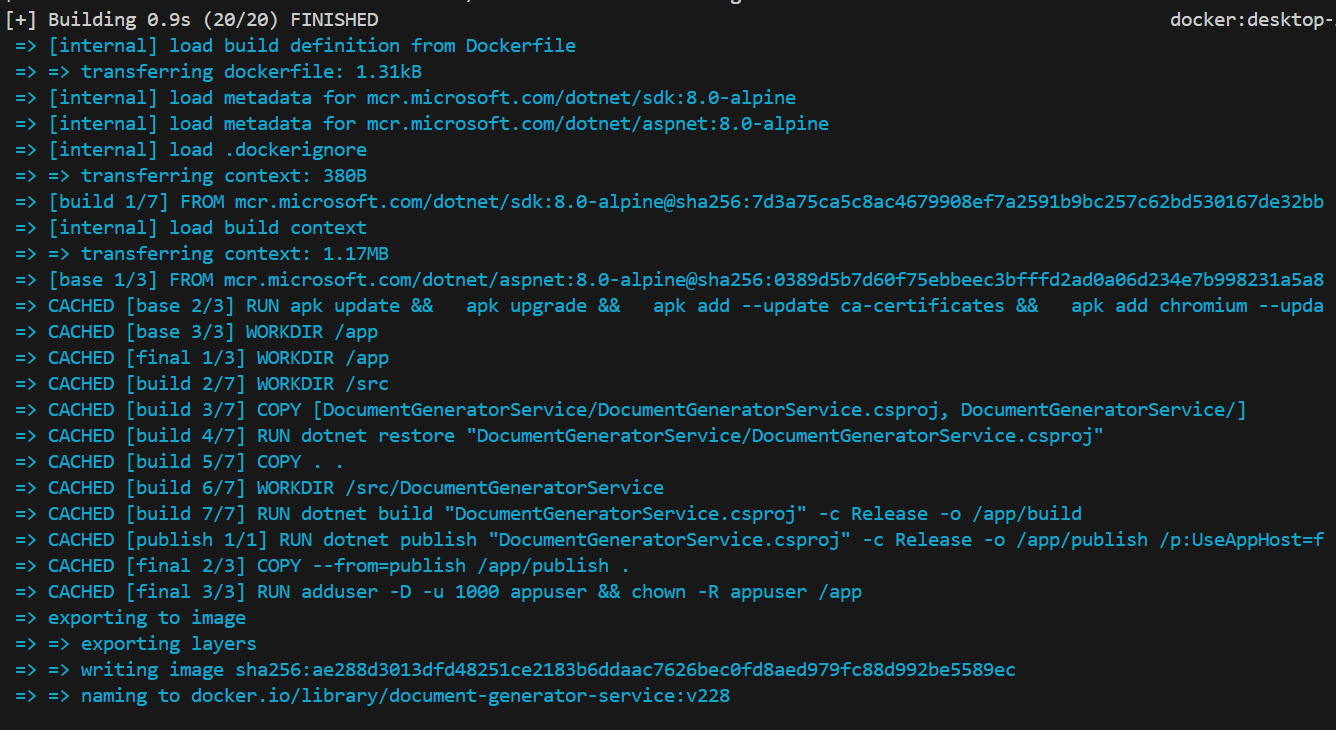 [+] Building 0.9s (20/20) FINISHED docker:desktop-
=> [internal] load build definition from Dockerfile
=> => transferring dockerfile: 1.31kB
=> [internal] load metadata for mcr.microsoft.com/dotnet/sdk:8.0-alpine
=> [internal] load metadata for mcr.microsoft.com/dotnet/aspnet:8.0-alpine
=> [internal] load .dockerignore
=> => transferring context: 380B
=> [build 1/7] FROM mcr.microsoft.com/dotnet/sdk:8.0-alpine@sha256:7d3a75ca5c8ac4679908ef7a2591b9bc257c62bd530167de32bb
=> [internal] load build context
=> => transferring context: 1.17MB
=> [base 1/3] FROM mcr.microsoft.com/dotnet/aspnet:8.0-alpine@sha256:0389d5b7d60f75ebbeec3bfffd2ad0a06d234e7b998231a5a8
=> CACHED [base 2/3] RUN apk update &&   apk upgrade &&   apk add --update ca-certificates &&   apk add chromium --upda
=> CACHED [base 3/3] WORKDIR /app
=> CACHED [final 1/3] WORKDIR /app
=> CACHED [build 2/7] WORKDIR /src
=> CACHED [build 3/7] COPY [DocumentGeneratorService/DocumentGeneratorService.csproj, DocumentGeneratorService/]
=> CACHED [build 4/7] RUN dotnet restore "DocumentGeneratorService/DocumentGeneratorService.csproj"
=> CACHED [build 5/7] COPY . .
=> CACHED [build 6/7] WORKDIR /src/DocumentGeneratorService
=> CACHED [build 7/7] RUN dotnet build "DocumentGeneratorService.csproj" -c Release -o /app/build
=> CACHED [publish 1/1] RUN dotnet publish "DocumentGeneratorService.csproj" -c Release -o /app/publish /p:UseAppHost=f
=> CACHED [final 2/3] COPY --from=publish /app/publish .
=> CACHED [final 3/3] RUN adduser -D -u 1000 appuser && chown -R appuser /app
=> exporting to image
=> => exporting layers
=> => writing image sha256:ae288d3013dfd48251ce2183b6ddaac7626bec0fd8aed979fc88d992be5589ec
=> => naming to docker.io/library/document-generator-service:v228